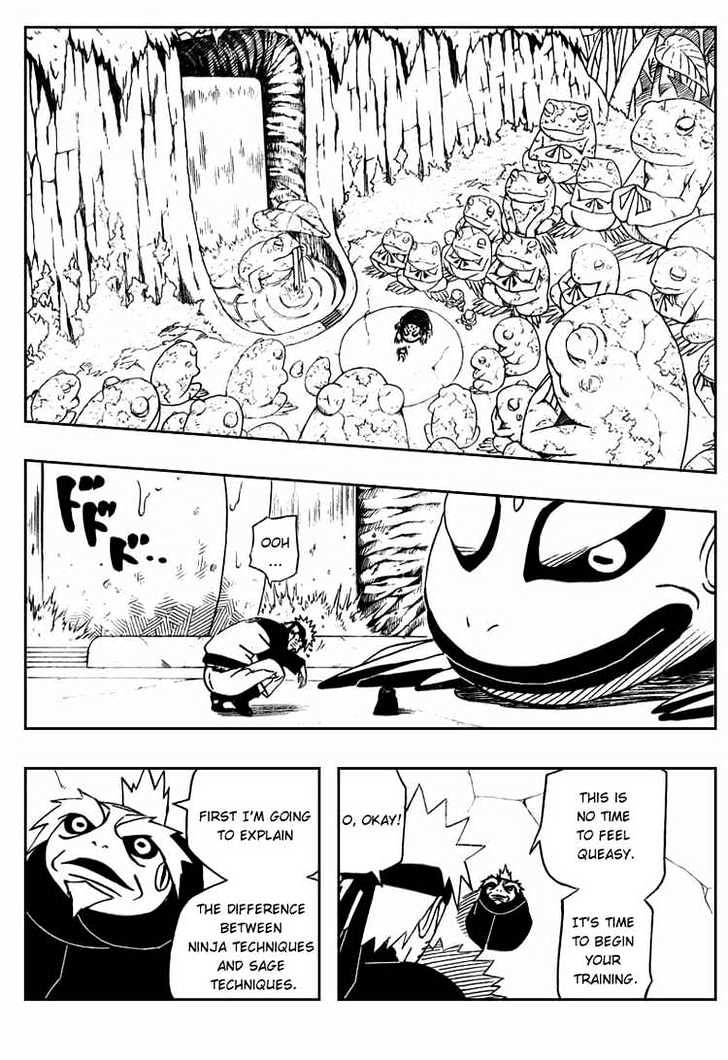 ドドド..
OOH
...
THIS IS
NO TIME
TO FEEL
QUEASY.
IT'S TIME
TO BEGIN
YOUR
TRAINING.
O, OKAY!
FIRST I'M GOING
TO EXPLAIN
THE DIFFERENCE
BETWEEN
NINJA TECHNIQUES
AND SAGE
TECHNIQUES.